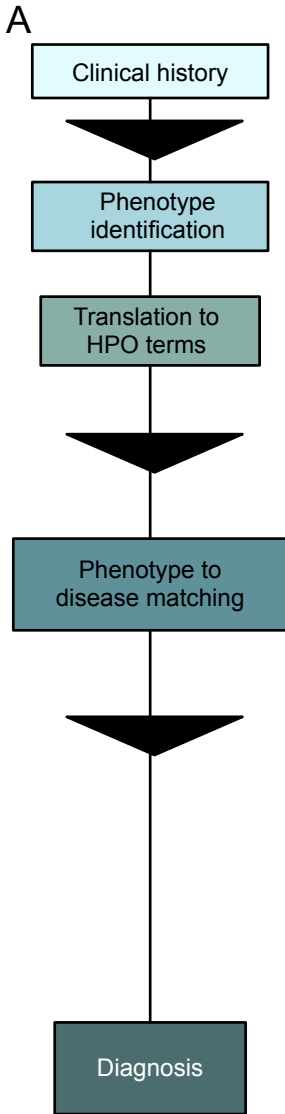 A
Clinical history
Phenotype
identification
Translation to
HPO terms
Phenotype to
disease matching
Diagnosis